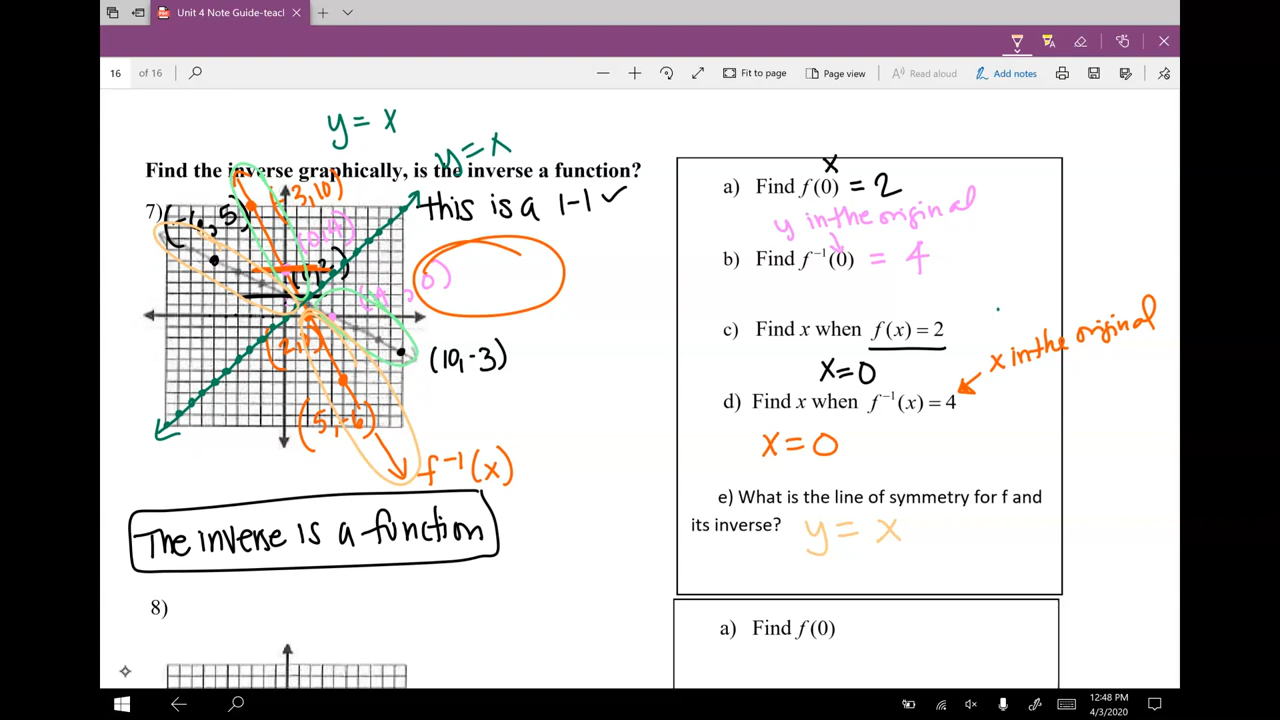 Unit 4 Note Guide-teacl
16 of 16
Fit to page
Page view
Read aloud
Add notes
y = x
y = x
Find the inverse graphically, is the inverse a function?
7)
this is a 1-1 ✓
(-3,10)
(0,4)
(10,-3)
(5,-6)
f⁻¹(x)
The inverse is a function
8)
x
a) Find f(0) = 2
y in the original
b) Find f⁻¹(0) = 4
c) Find x when f(x) = 2
x=0
x in the original
d) Find x when f⁻¹(x) = 4
x = 0
e) What is the line of symmetry for f and
its inverse? y = x
a) Find f(0)
12:48 PM
4/3/2020